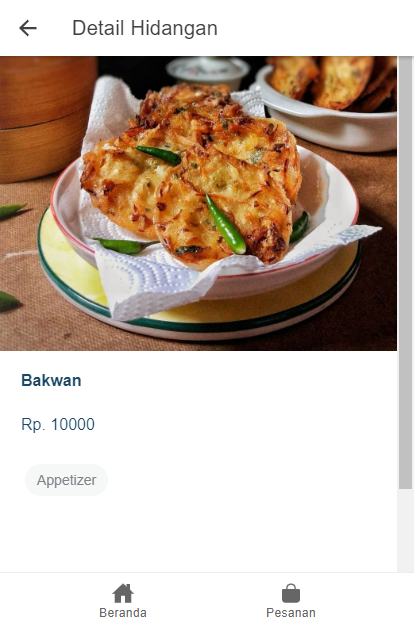 Detail Hidangan
Bakwan
Rp. 10000
Appetizer
Beranda
Pesanan